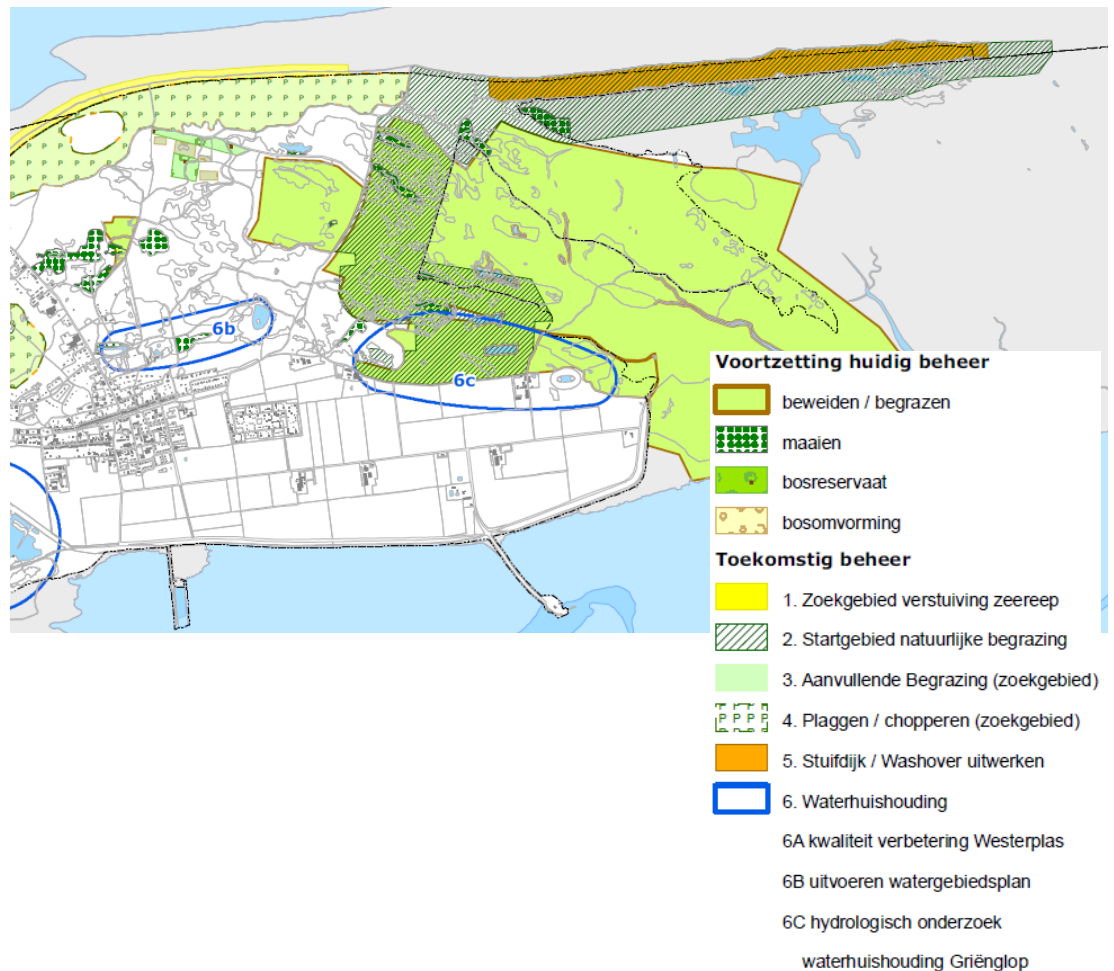 6b
6c
Voortzetting huidig beheer
beweiden / begrazen
maaien
bosreservaat
bosomvorming
Toekomstig beheer
1. Zoekgebied verstuiving zeereep
2. Startgebied natuurlijke begrazing
3. Aanvullende Begrazing (zoekgebied)
P P P P
4. Plaggen / chopperen (zoekgebied)
5. Stuifdijk / Washover uitwerken
6. Waterhuishouding
6A kwaliteit verbetering Westerplas
6B uitvoeren watergebiedsplan
6C hydrologisch onderzoek
waterhuishouding Griënglop